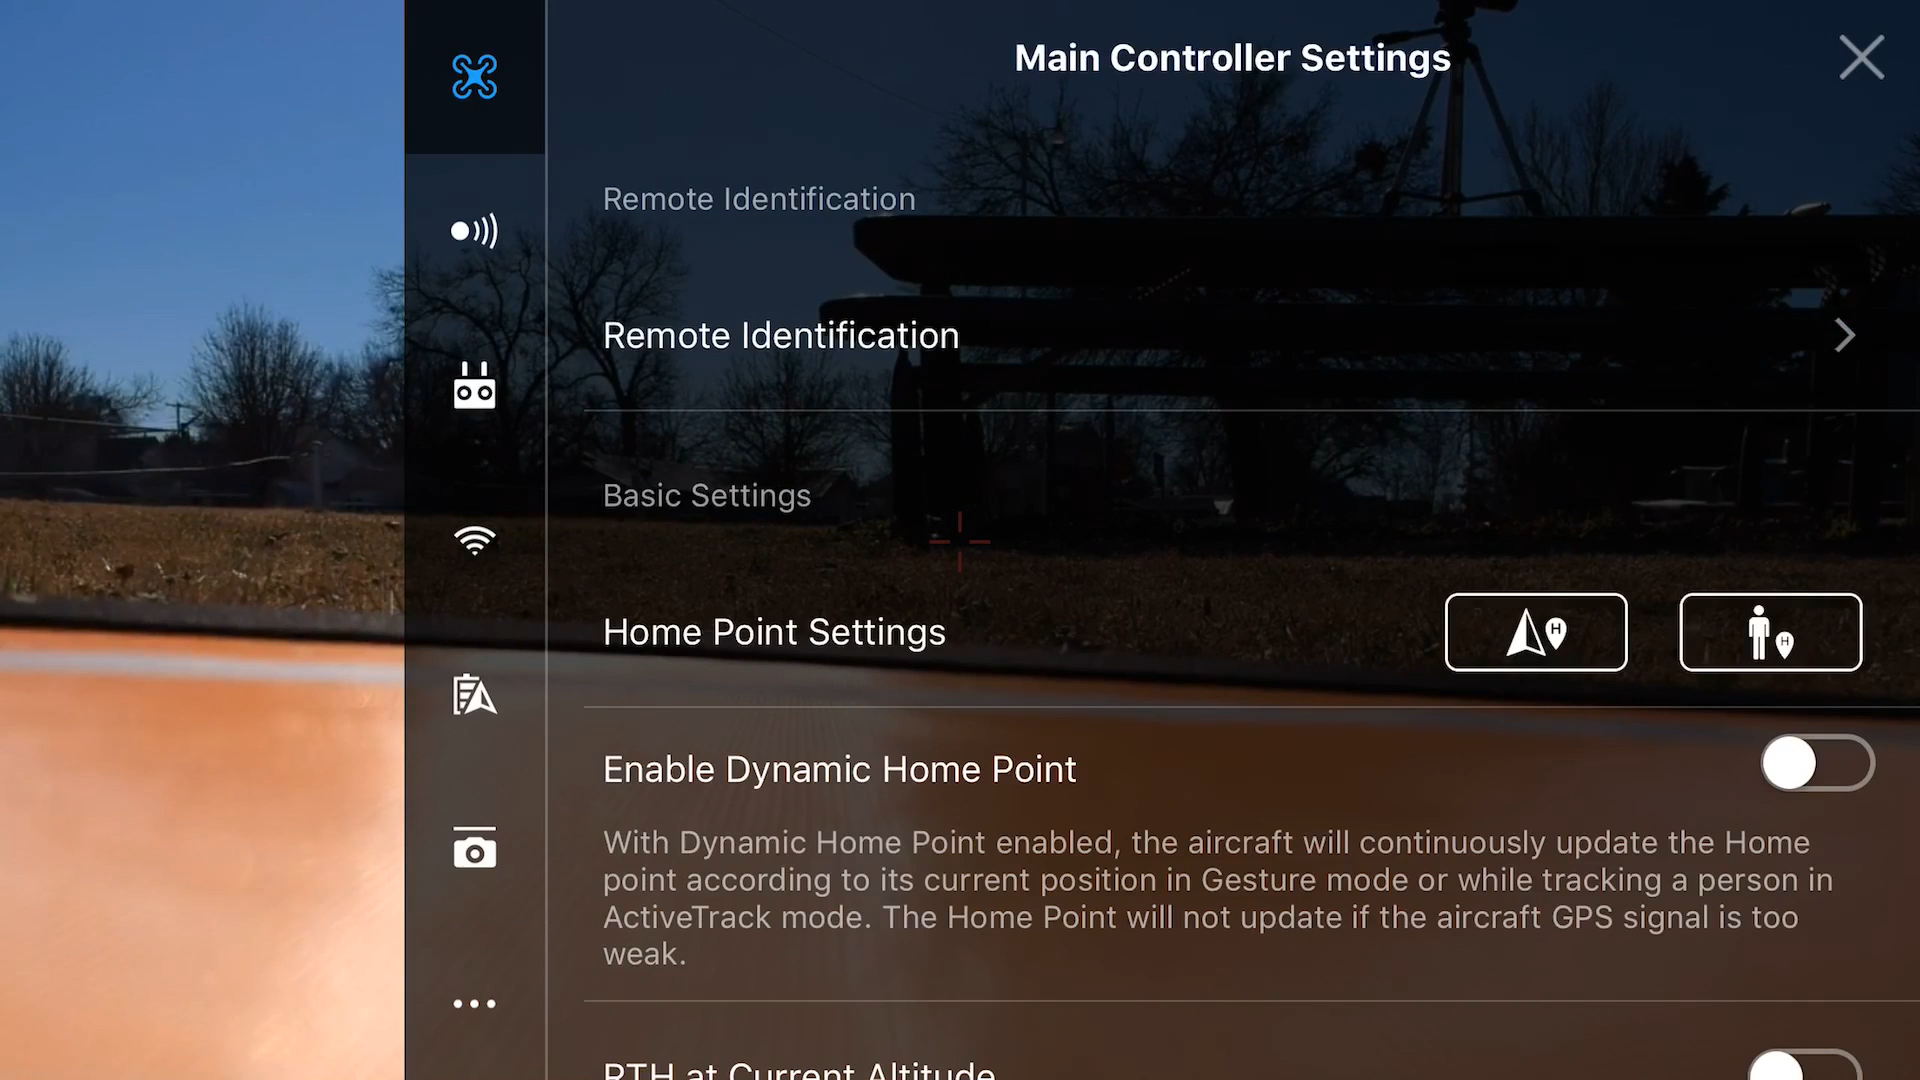 Main Controller Settings
Remote Identification
Remote Identification
Basic Settings
Home Point Settings
H
H
Enable Dynamic Home Point
With Dynamic Home Point enabled, the aircraft will continuously update the Home
point according to its current position in Gesture mode or while tracking a person in
ActiveTrack mode. The Home Point will not update if the aircraft GPS signal is too
weak.
RTH at Current Altitude